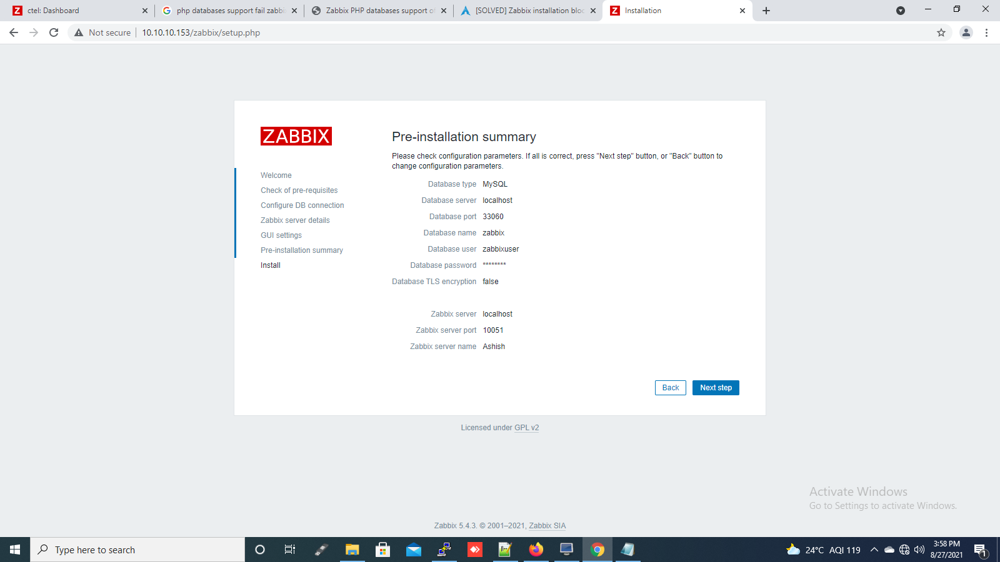 ctel: Dashboard
php databases support fail zabbi
Zabbix PHP databases support of
[SOLVED] Zabbix installation bloc
Installation
Not secure
10.10.10.153/zabbix/setup.php
ZABBIX
Welcome
Check of pre-requisites
Configure DB connection
Zabbix server details
GUI settings
Pre-installation summary
Install
Pre-installation summary
Please check configuration parameters. If all is correct, press "Next step" button, or "Back" button to
change configuration parameters.
Database type MySQL
Database server localhost
Database port 33060
Database name zabbix
Database user zabbixuser
Database password ********
Database TLS encryption false
Zabbix server localhost
Zabbix server port 10051
Zabbix server name Ashish
Back
Next step
Licensed under GPL v2
Activate Windows
Go to Settings to activate Windows.
Zabbix 5.4.3. © 2001–2021, Zabbix SIA
Type here to search
24°C AQI 119
3:58 PM
8/27/2021
1